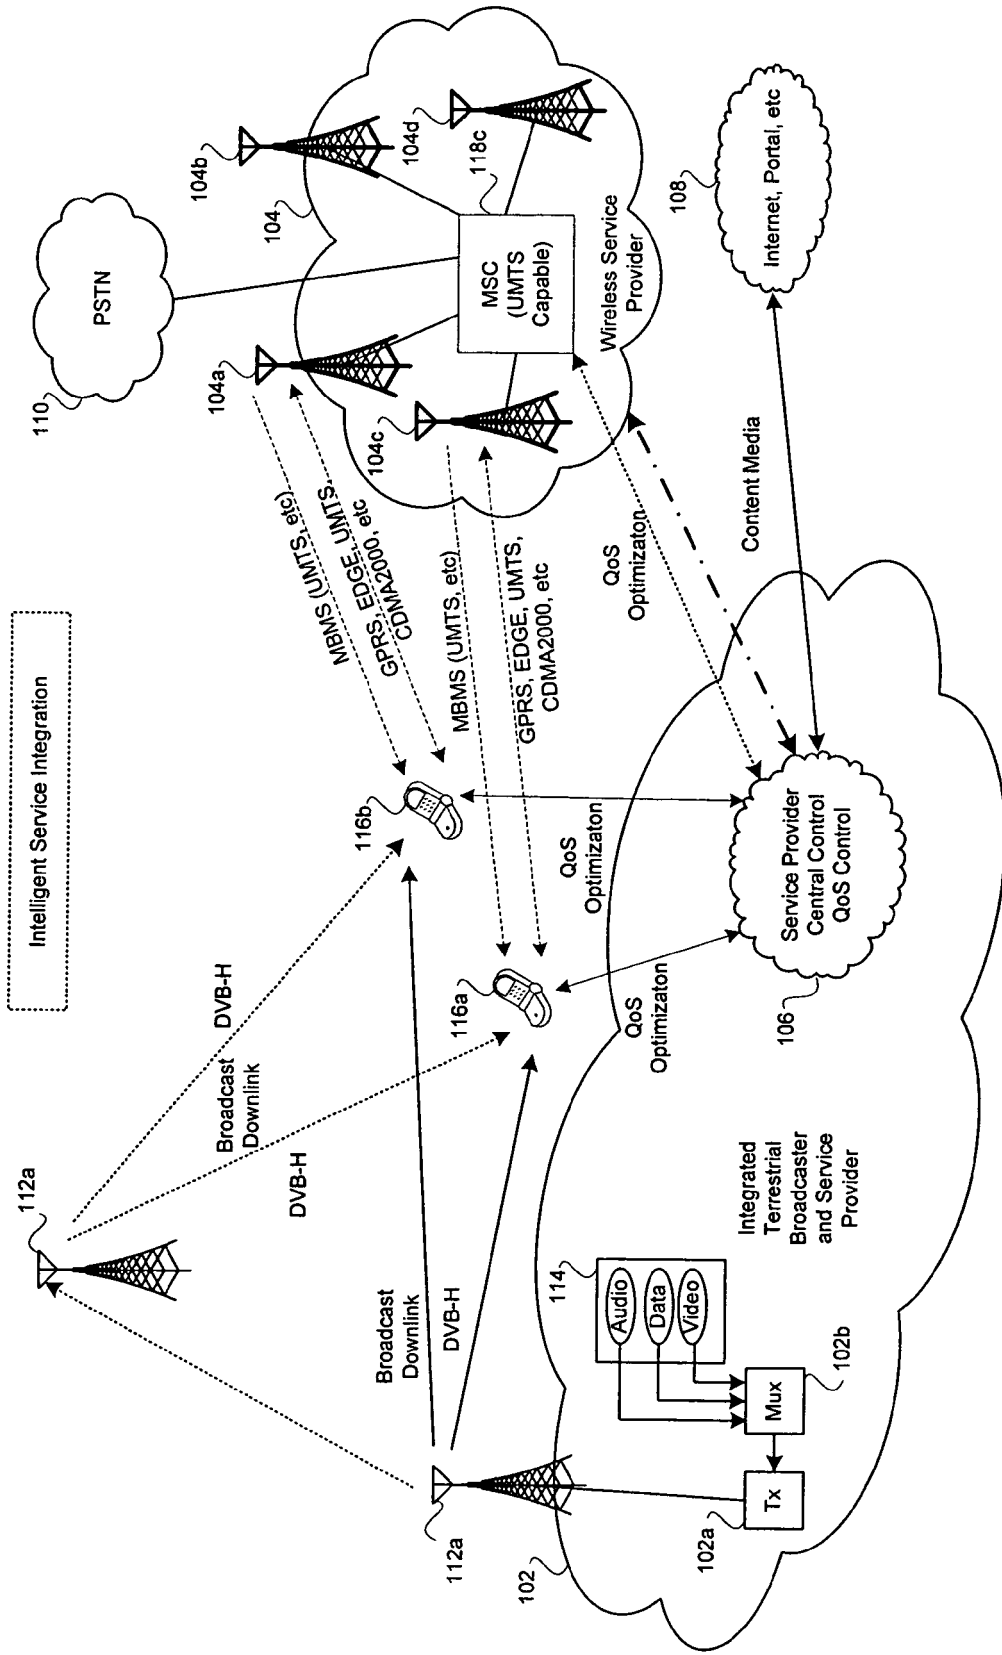 Intelligent Service Integration
112a
DVB-H
Broadcast
Downlink
DVB-H
110
PSTN
104a
104b
104
104c
104d
118c
MSC
(UMTS
Capable)
Wireless Service
Provider
MBMS (UMTS, etc)
GPRS, EDGE, UMTS,
CDMA2000, etc
MBMS (UMTS, etc)
GPRS, EDGE, UMTS,
CDMA2000, etc
116b
116a
Broadcast
Downlink
DVB-H
112a
QoS
Optimizaton
QoS
Optimizaton
QoS
Optimizaton
Content Media
108
Internet, Portal, etc
102
114
Audio
Data
Video
102a
Tx
Mux
102b
Integrated
Terrestrial
Broadcaster
and Service
Provider
106
Service Provider
Central Control
QoS Control